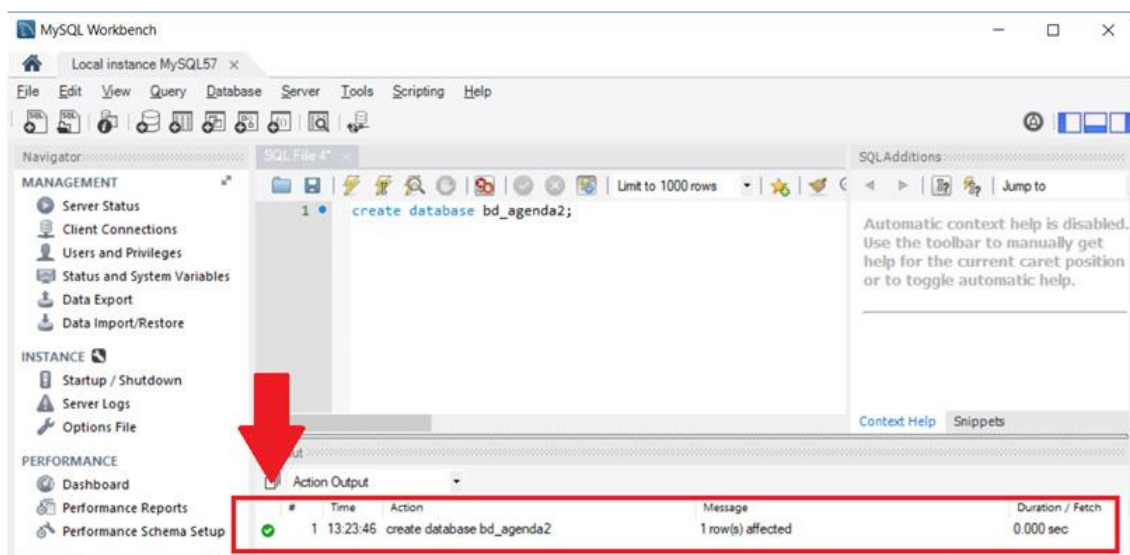 MySQL Workbench
Local instance MySQL57
File Edit View Query Database Server Tools Scripting Help
Navigator
MANAGEMENT
Server Status
Client Connections
Users and Privileges
Status and System Variables
Data Export
Data Import/Restore
INSTANCE
Startup / Shutdown
Server Logs
Options File
PERFORMANCE
Dashboard
Performance Reports
Performance Schema Setup
SQL File 4*
Limit to 1000 rows
1 create database bd_agenda2;
SQLAdditions
Jump to
Automatic context help is disabled.
Use the toolbar to manually get
help for the current caret position
or to toggle automatic help.
Context Help Snippets
Action Output
# Time Action Message Duration / Fetch
1 13:23:46 create database bd_agenda2 1 row(s) affected 0.000 sec